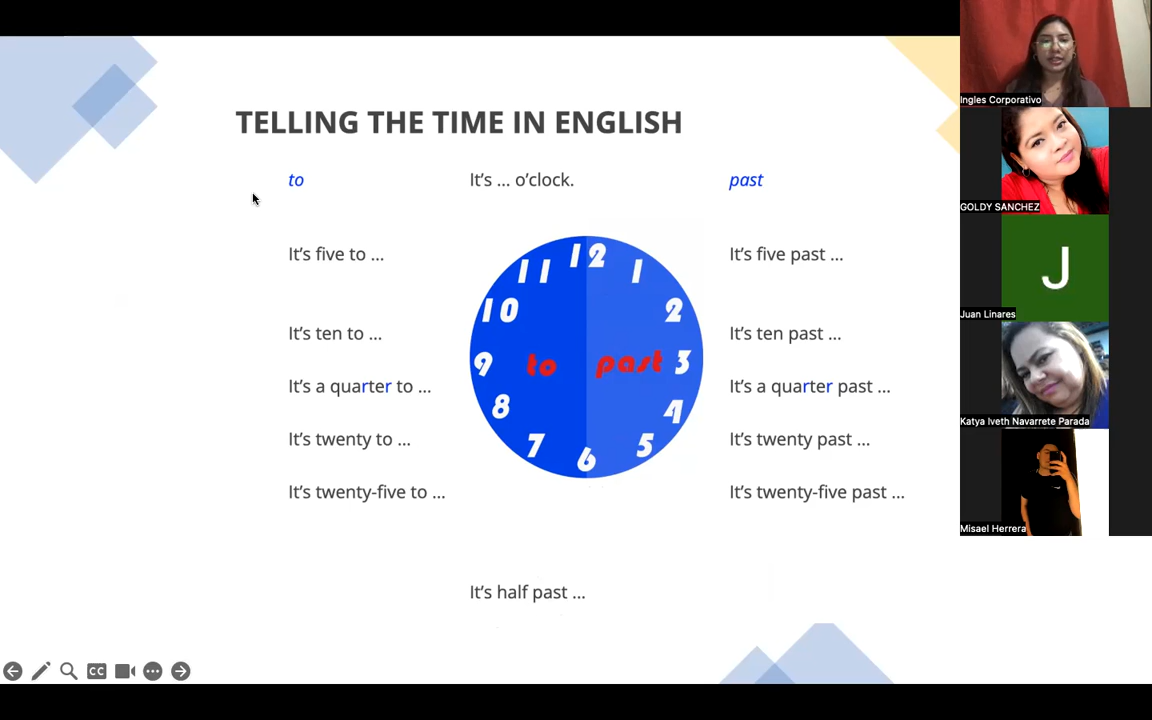 TELLING THE TIME IN ENGLISH
to
It's ... o'clock.
past
It's five to ...
It's five past ...
It's ten to ...
It's ten past ...
It's a quarter to ...
It's a quarter past ...
It's twenty to ...
It's twenty past ...
It's twenty-five to ...
It's twenty-five past ...
It's half past ...
12
1
2
3
4
5
6
7
8
9
10
11
to
past
CC
Ingles Corporativo
GOLDY SANCHEZ
J
Juan Linares
Katya Iveth Navarrete Parada
Misael Herrera